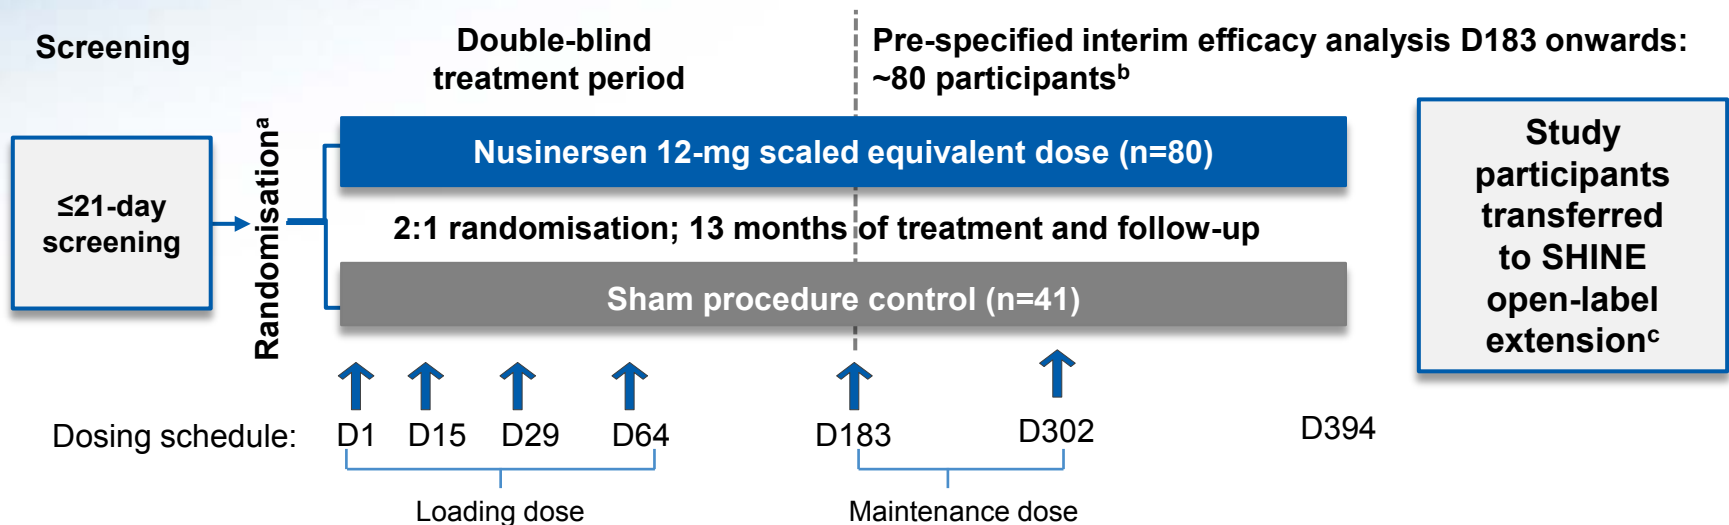 Screening
Double-blind
treatment period
Pre-specified interim efficacy analysis D183 onwards:
~80 participantsᵇ
≤21-day
screening
Randomisationᵃ
Nusinersen 12-mg scaled equivalent dose (n=80)
2:1 randomisation; 13 months of treatment and follow-up
Sham procedure control (n=41)
Study
participants
transferred
to SHINE
open-label
extensionᶜ
Dosing schedule: D1 D15 D29 D64 D183 D302 D394
Loading dose
Maintenance dose